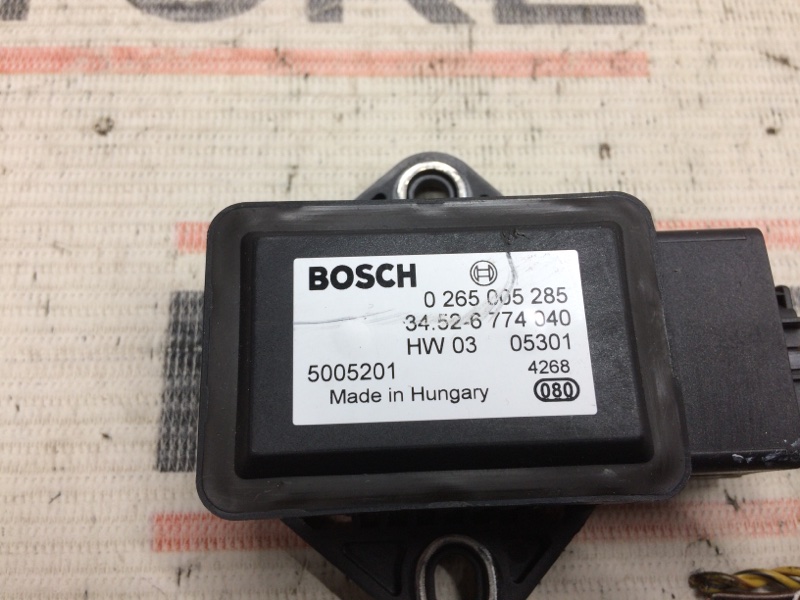 BOSCH
0 265 005 285
34.52-6 774 040
HW 03 05301
5005201 4268
Made in Hungary 080